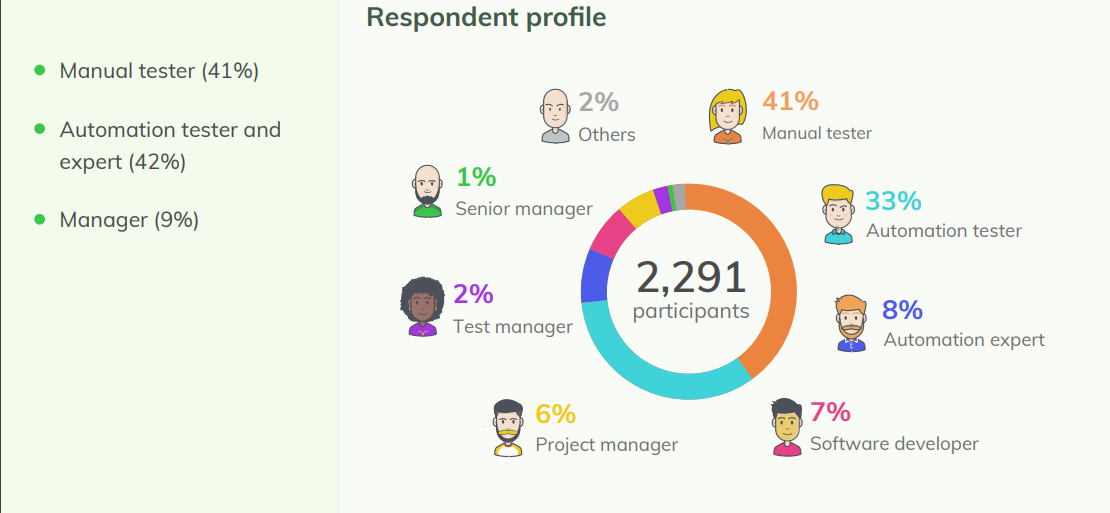 Manual tester (41%)
Automation tester and
expert (42%)
Manager (9%)
Respondent profile
2%
Others
41%
Manual tester
1%
Senior manager
33%
Automation tester
2,291
participants
2%
Test manager
8%
Automation expert
6%
Project manager
7%
Software developer